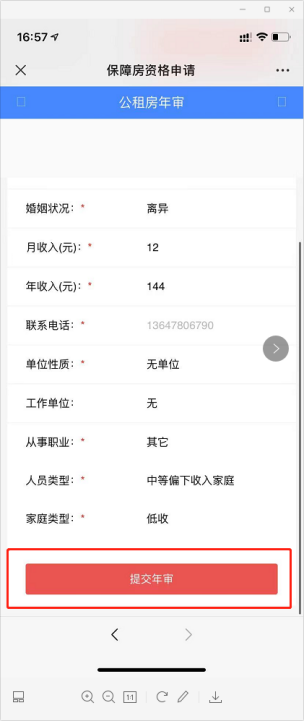 16:57
保障房资格申请
公租房年审
婚姻状况：* 离异
月收入(元)：* 12
年收入(元)：* 144
联系电话：* 13647806790
单位性质：* 无单位
工作单位： 无
从事职业：* 其它
人员类型：* 中等偏下收入家庭
家庭类型：* 低收
提交年审
1:1